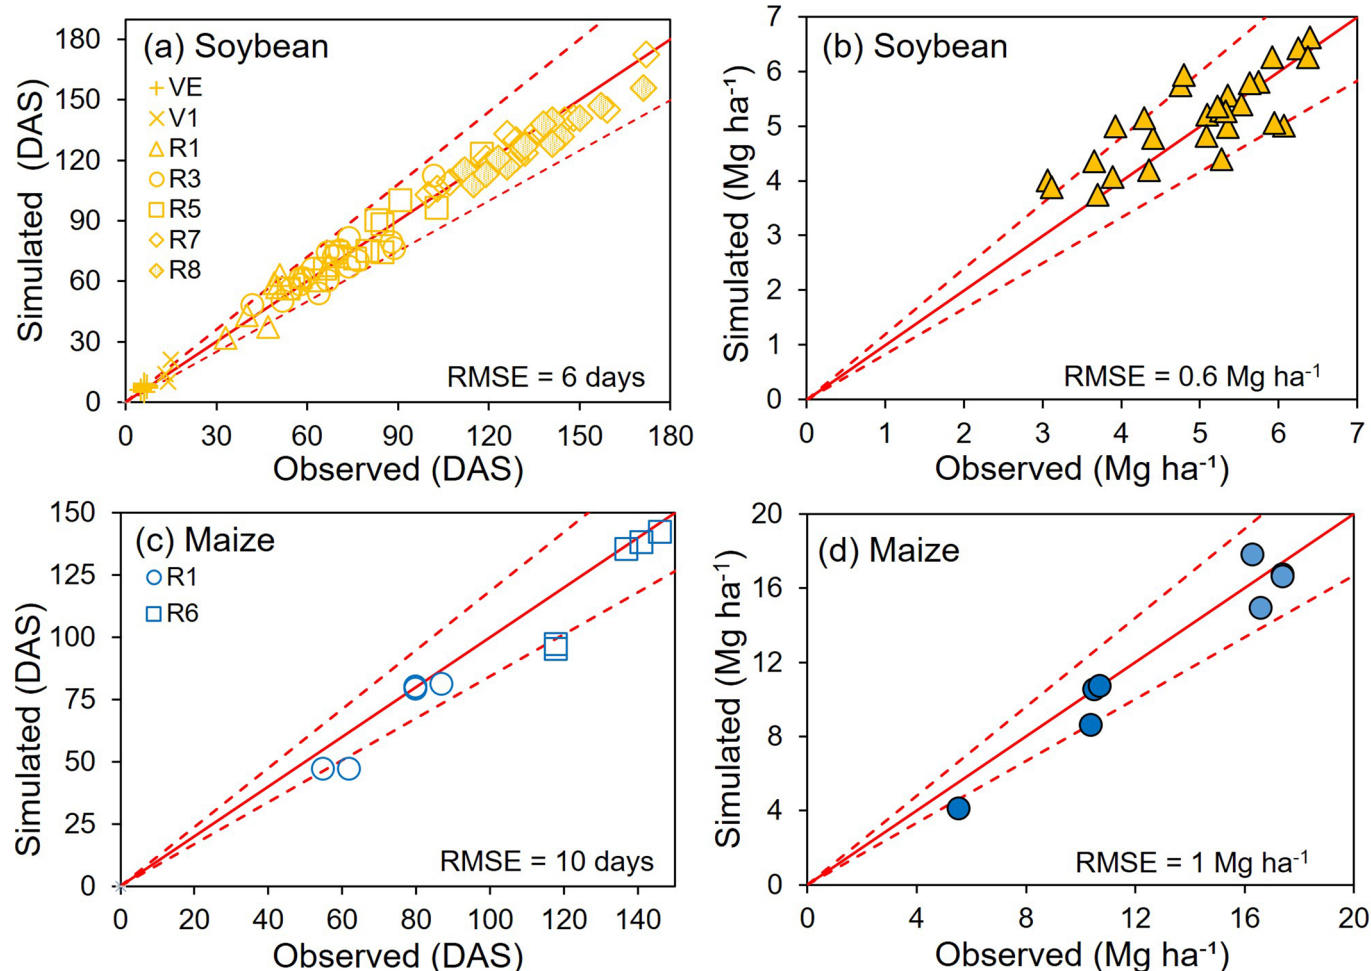 (a) Soybean
VE
V1
R1
R3
R5
R7
R8
RMSE = 6 days
180
150
120
90
60
30
0
0 30 60 90 120 150 180
Simulated (DAS)
Observed (DAS)
(b) Soybean
RMSE = 0.6 Mg ha⁻¹
7
6
5
4
3
2
1
0
0 1 2 3 4 5 6 7
Simulated (Mg ha⁻¹)
Observed (Mg ha⁻¹)
(c) Maize
R1
R6
RMSE = 10 days
150
125
100
75
50
25
0
0 20 40 60 80 100 120 140
Simulated (DAS)
Observed (DAS)
(d) Maize
RMSE = 1 Mg ha⁻¹
20
16
12
8
4
0
0 4 8 12 16 20
Simulated (Mg ha⁻¹)
Observed (Mg ha⁻¹)